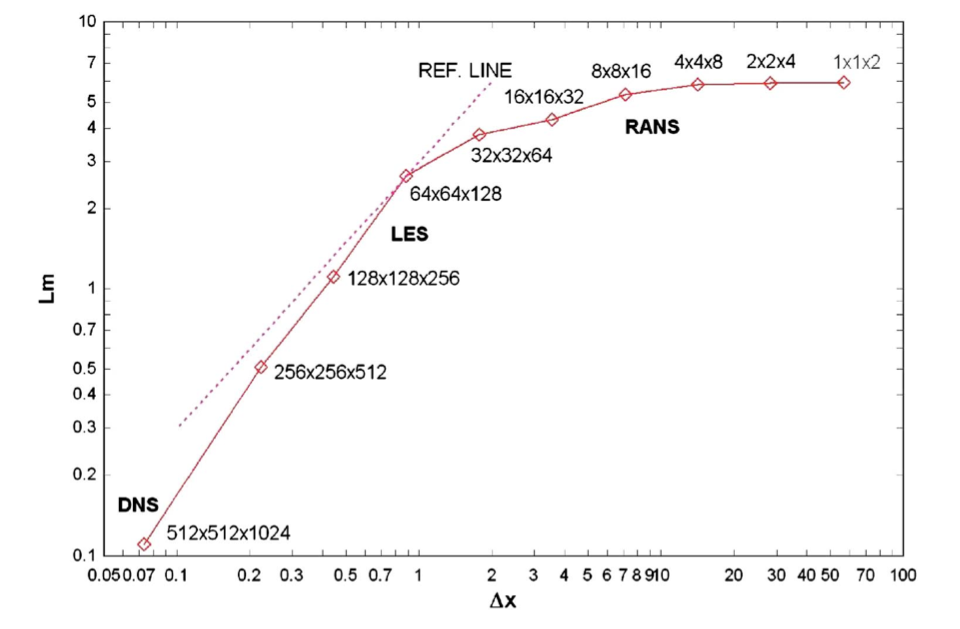 10
7
5
4
3
2
1
0.7
0.5
0.4
0.3
0.2
0.1
Lm
REF. LINE
8x8x16
4x4x8
2x2x4
1x1x2
16x16x32
RANS
32x32x64
64x64x128
LES
128x128x256
256x256x512
DNS
512x512x1024
0.05 0.07 0.1 0.2 0.3 0.5 0.7 1 2 3 4 5 6 7 8 9 10 20 30 40 50 70 100
Δx